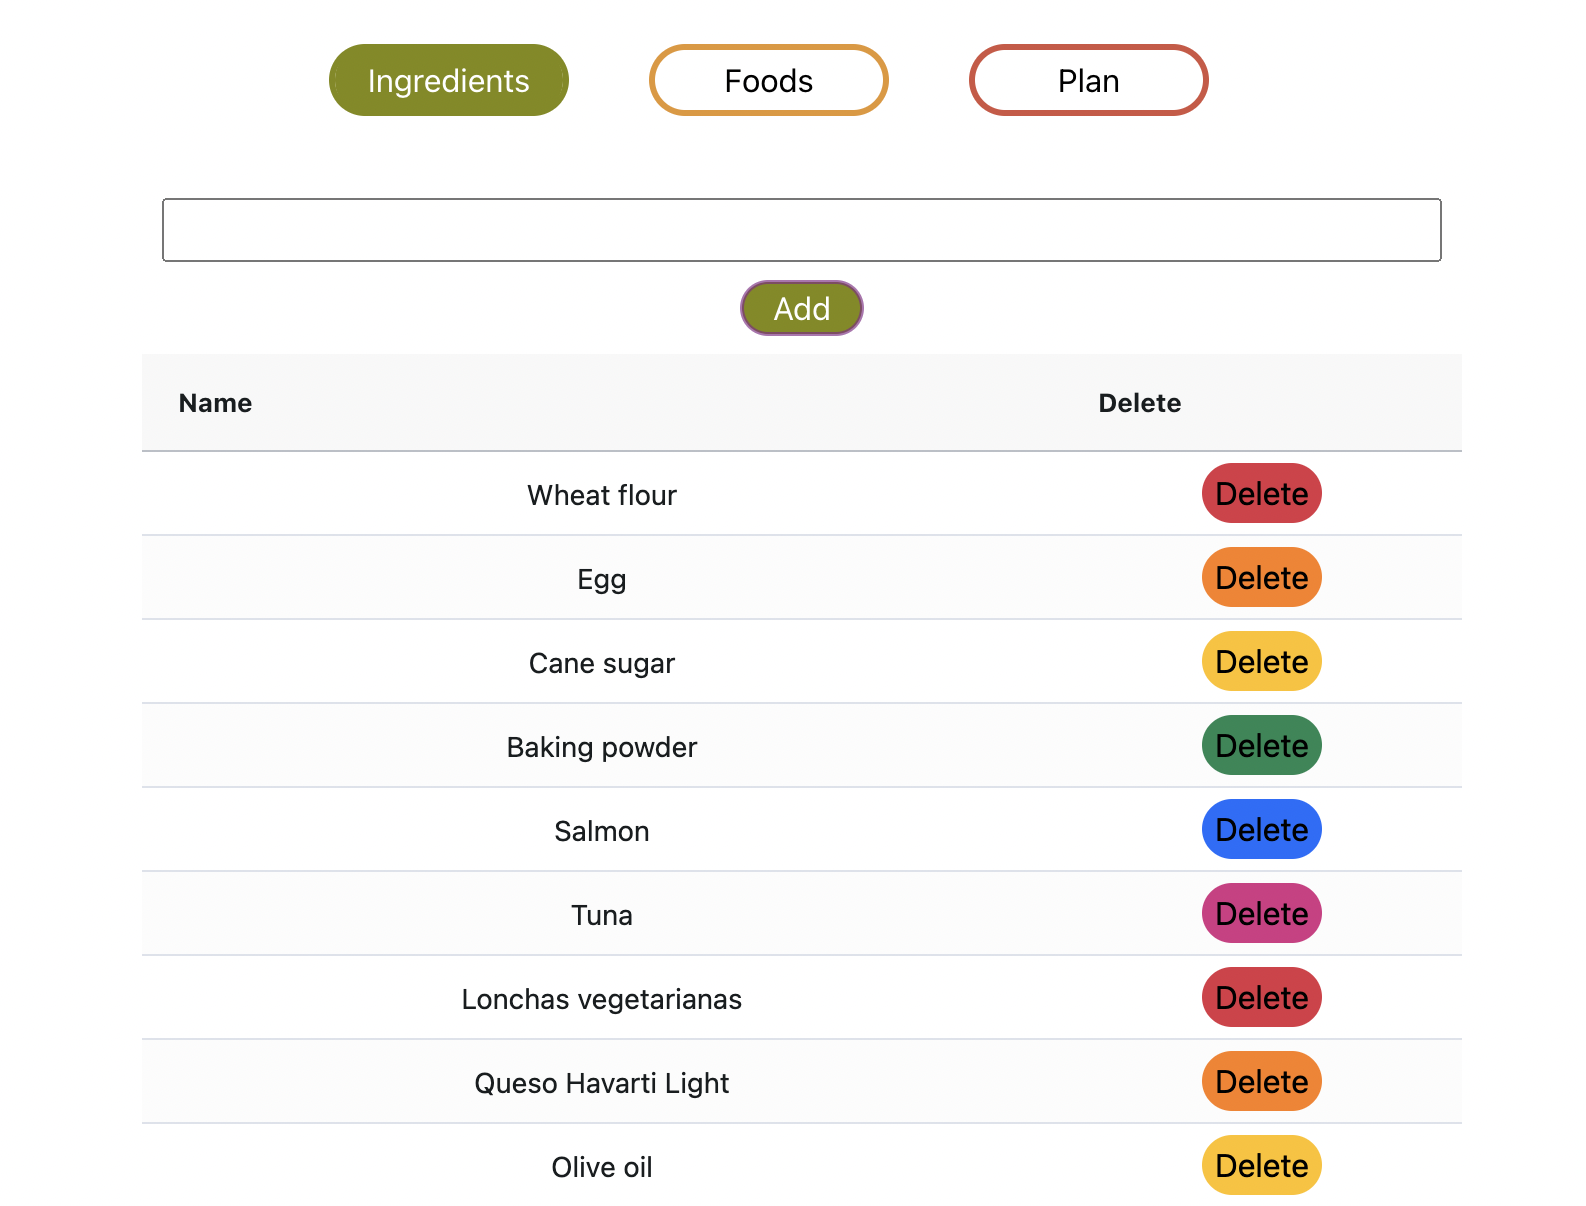 Ingredients Foods Plan
Add
Name Delete
Wheat flour Delete
Egg Delete
Cane sugar Delete
Baking powder Delete
Salmon Delete
Tuna Delete
Lonchas vegetarianas Delete
Queso Havarti Light Delete
Olive oil Delete